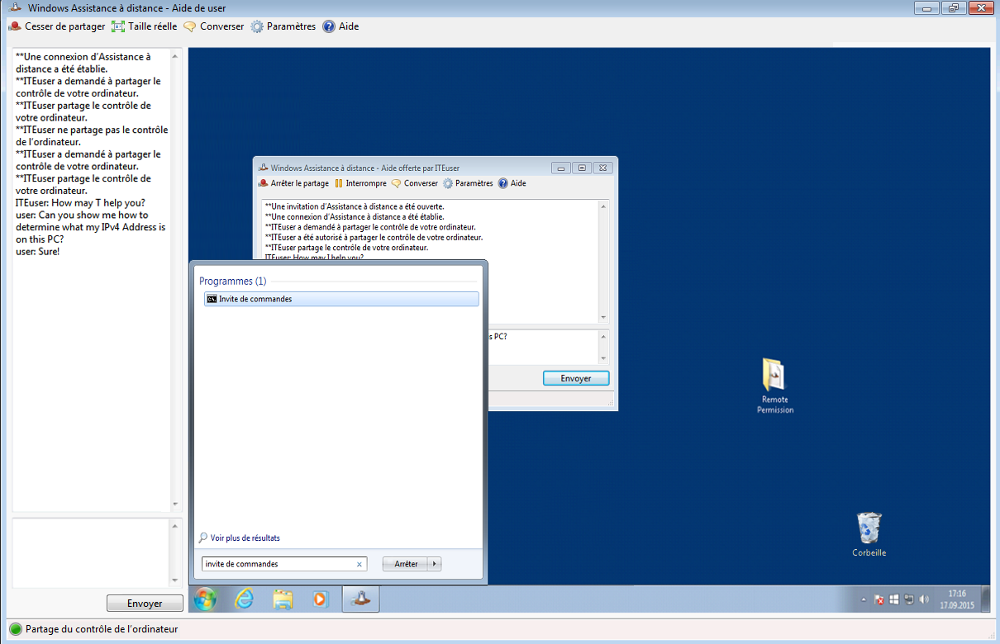 Windows Assistance à distance - Aide de user
Cesser de partager Taille réelle Converser Paramètres Aide
**Une connexion d'Assistance à
distance a été établie.
**ITEuser a demandé à partager le
contrôle de votre ordinateur.
**ITEuser partage le contrôle de
votre ordinateur.
**ITEuser ne partage pas le contrôle
de l'ordinateur.
**ITEuser a demandé à partager le
contrôle de votre ordinateur.
**ITEuser partage le contrôle de
votre ordinateur.
ITEuser: How may T help you?
user: Can you show me how to
determine what my IPv4 Address is
on this PC?
user: Sure!
Envoyer
Windows Assistance à distance - Aide offerte par ITEuser
Arrêter le partage Interrompre Converser Paramètres Aide
**Une invitation d'Assistance à distance a été ouverte.
**Une connexion d'Assistance à distance a été établie.
**ITEuser a demandé à partager le contrôle de votre ordinateur.
**ITEuser a été autorisé à partager le contrôle de votre ordinateur.
**ITEuser partage le contrôle de votre ordinateur.
ITEuser: How may I help you?
s PC?
Envoyer
Programmes (1)
Invite de commandes
Voir plus de résultats
invite de commandes
Arrêter
Remote
Permission
Corbeille
17:16
17.09.2015
Partage du contrôle de l'ordinateur